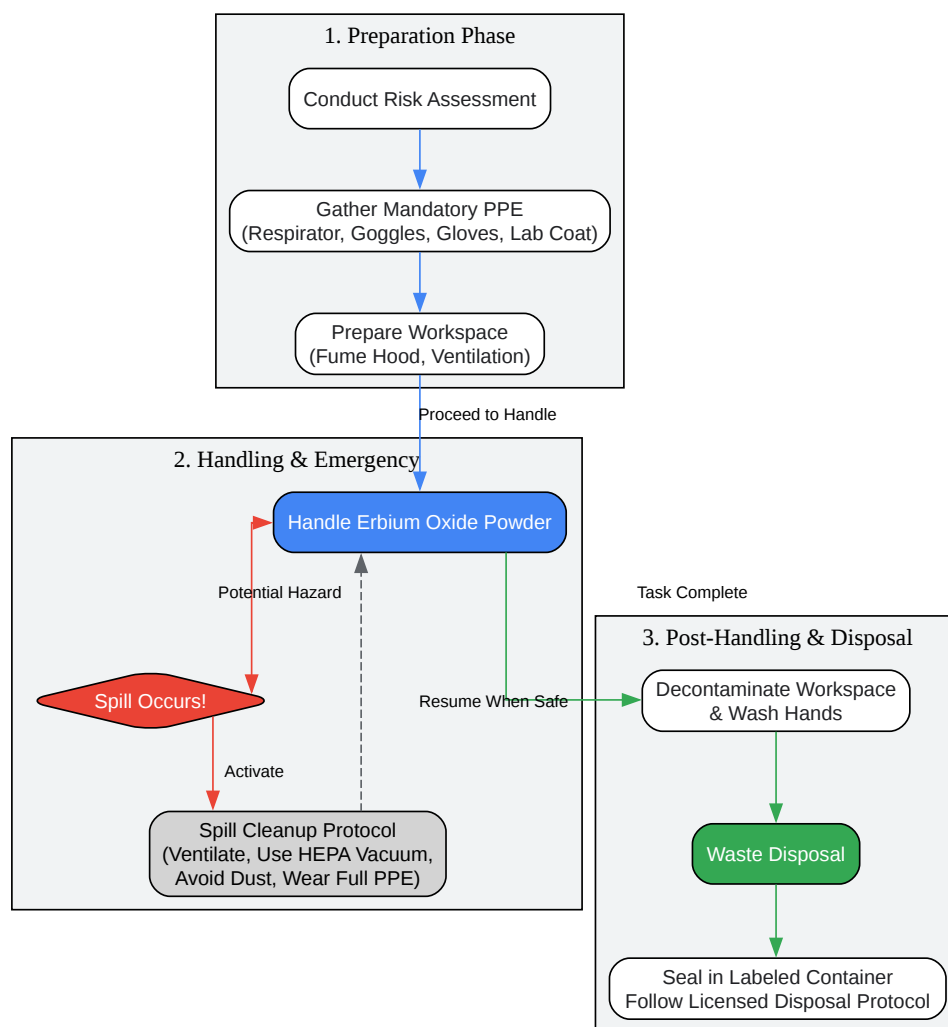 1. Preparation Phase
Conduct Risk Assessment
Gather Mandatory PPE
(Respirator, Goggles, Gloves, Lab Coat)
Prepare Workspace
(Fume Hood, Ventilation)
Proceed to Handle
2. Handling & Emergency
Handle Erbium Oxide Powder
Potential Hazard
Spill Occurs!
Resume When Safe
Activate
Spill Cleanup Protocol
(Ventilate, Use HEPA Vacuum,
Avoid Dust, Wear Full PPE)
Task Complete
3. Post-Handling & Disposal
Decontaminate Workspace
& Wash Hands
Waste Disposal
Seal in Labeled Container
Follow Licensed Disposal Protocol